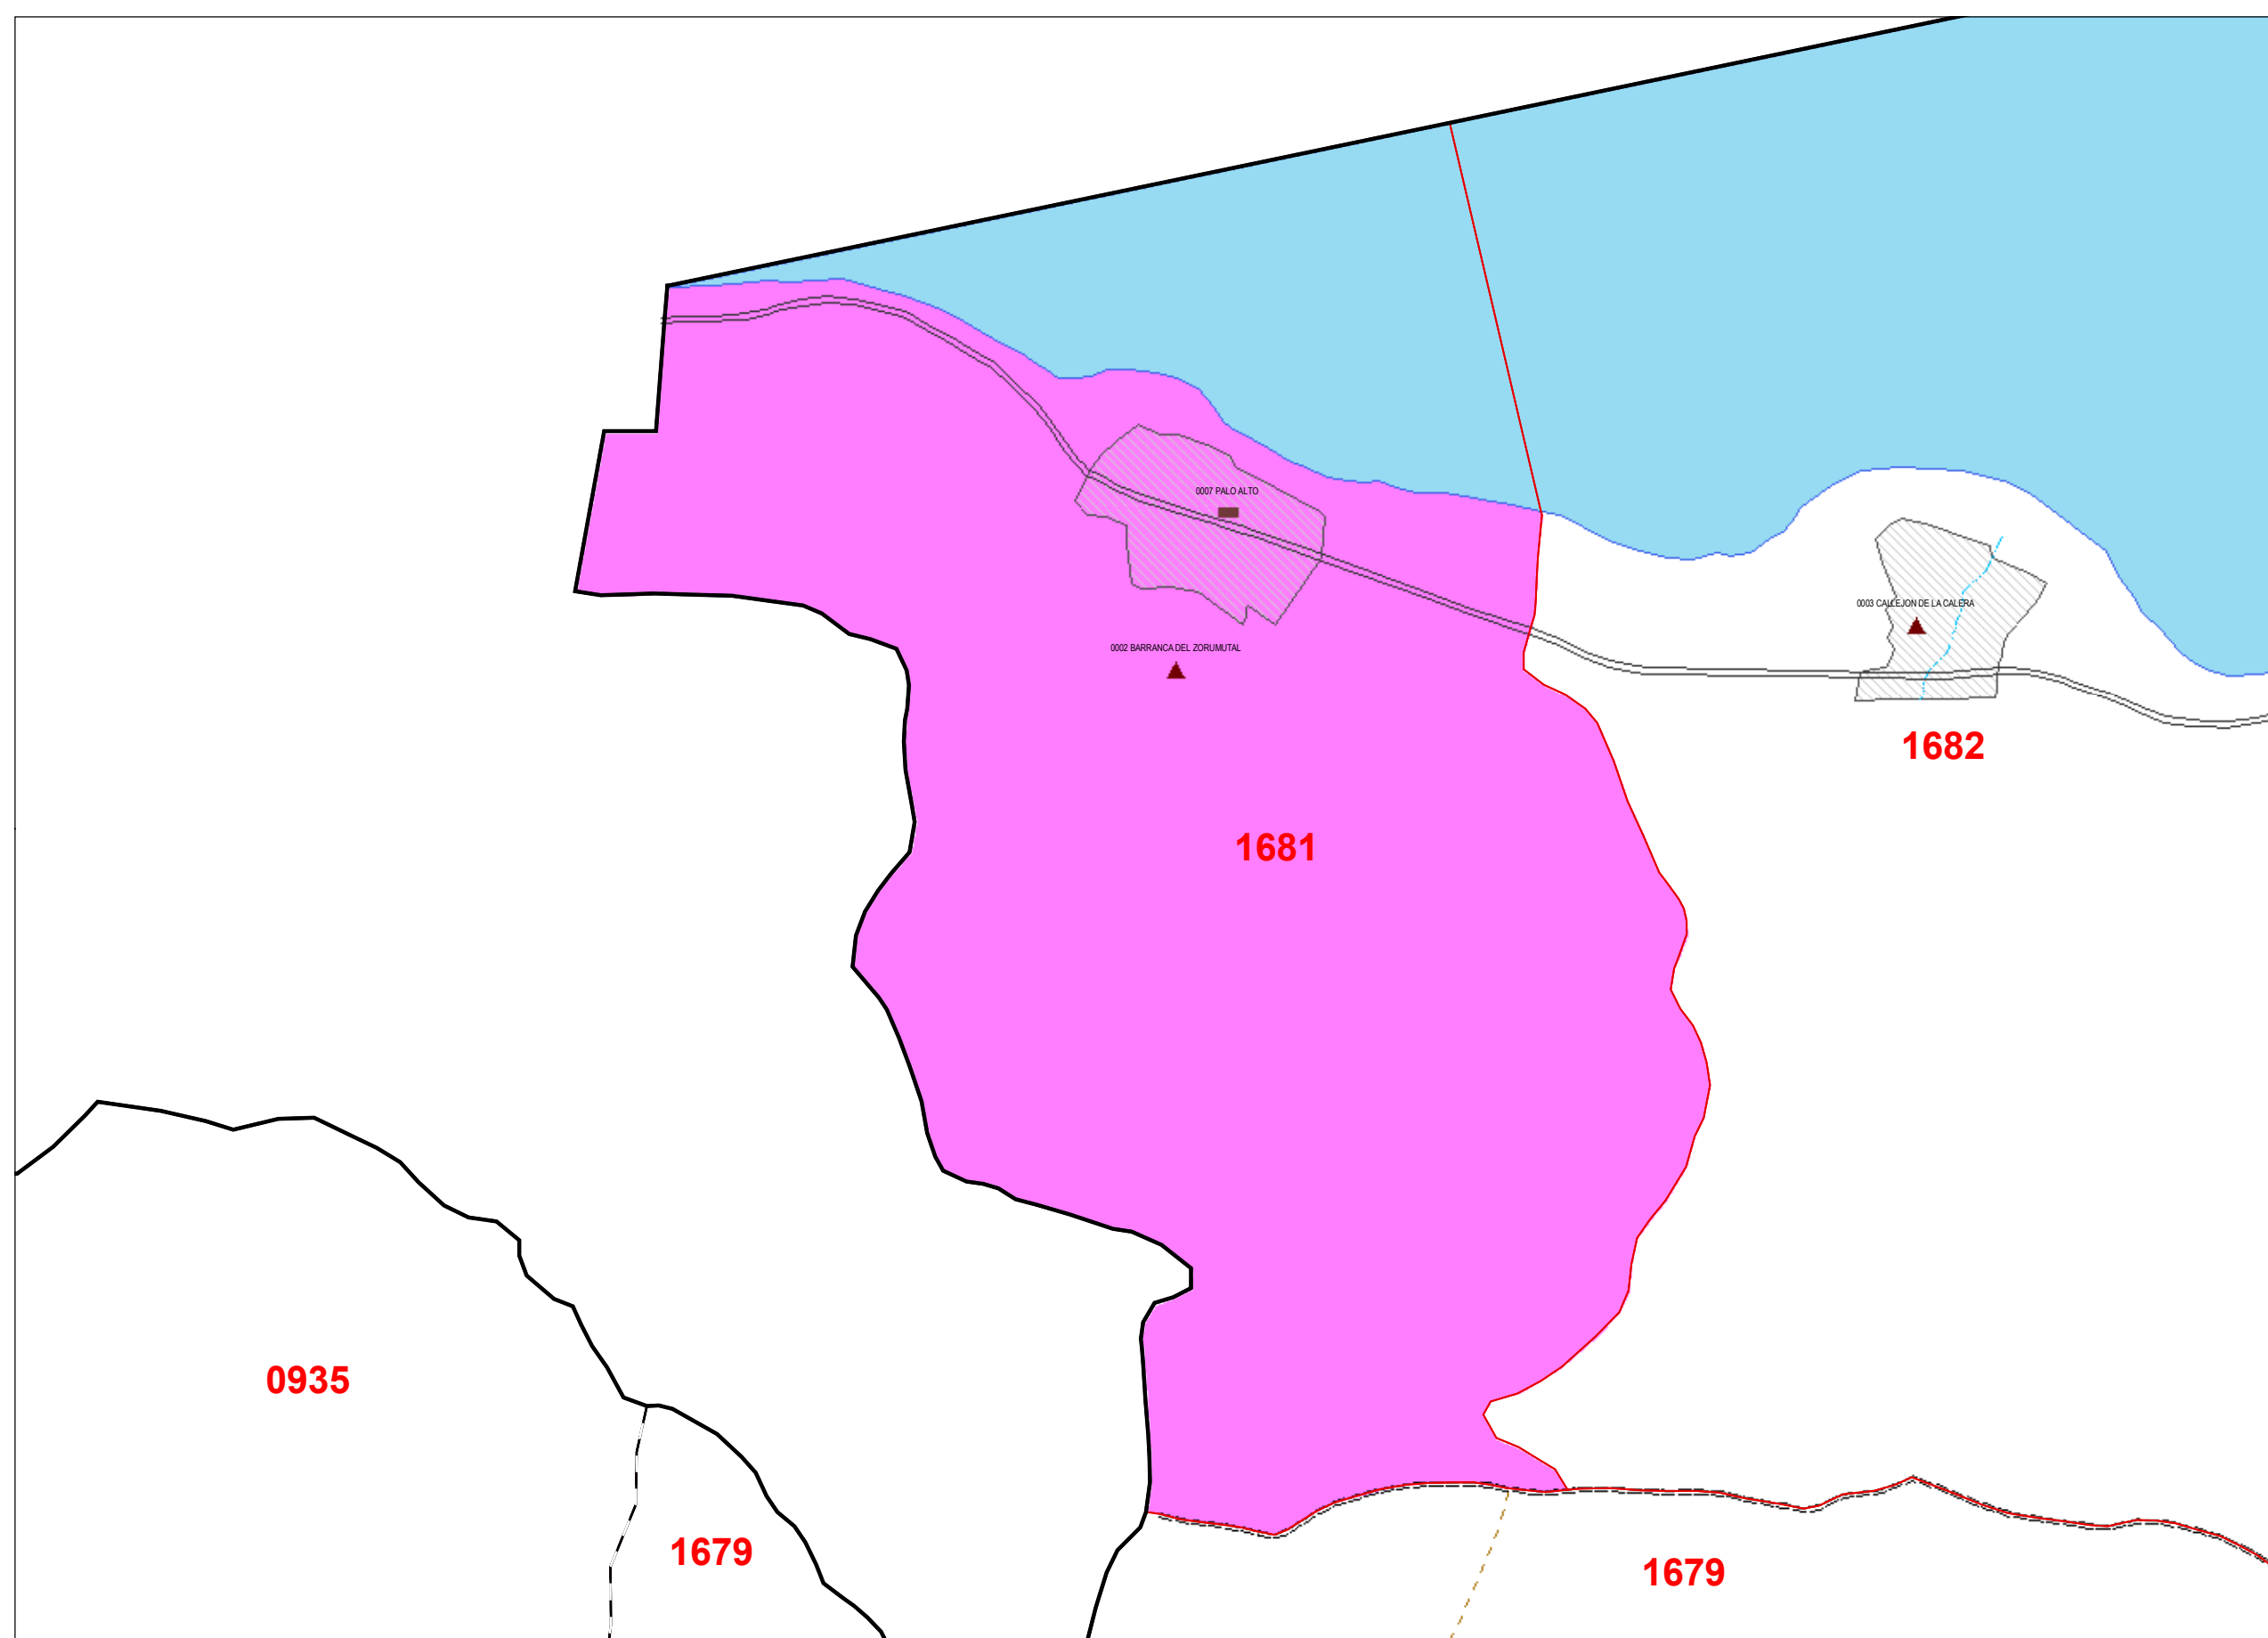 0007 PALO ALTO
0003 CALLEJON DE LA CALERA
0002 BARRANCA DEL ZORUMUTAL
1682
1681
0935
1679
1679